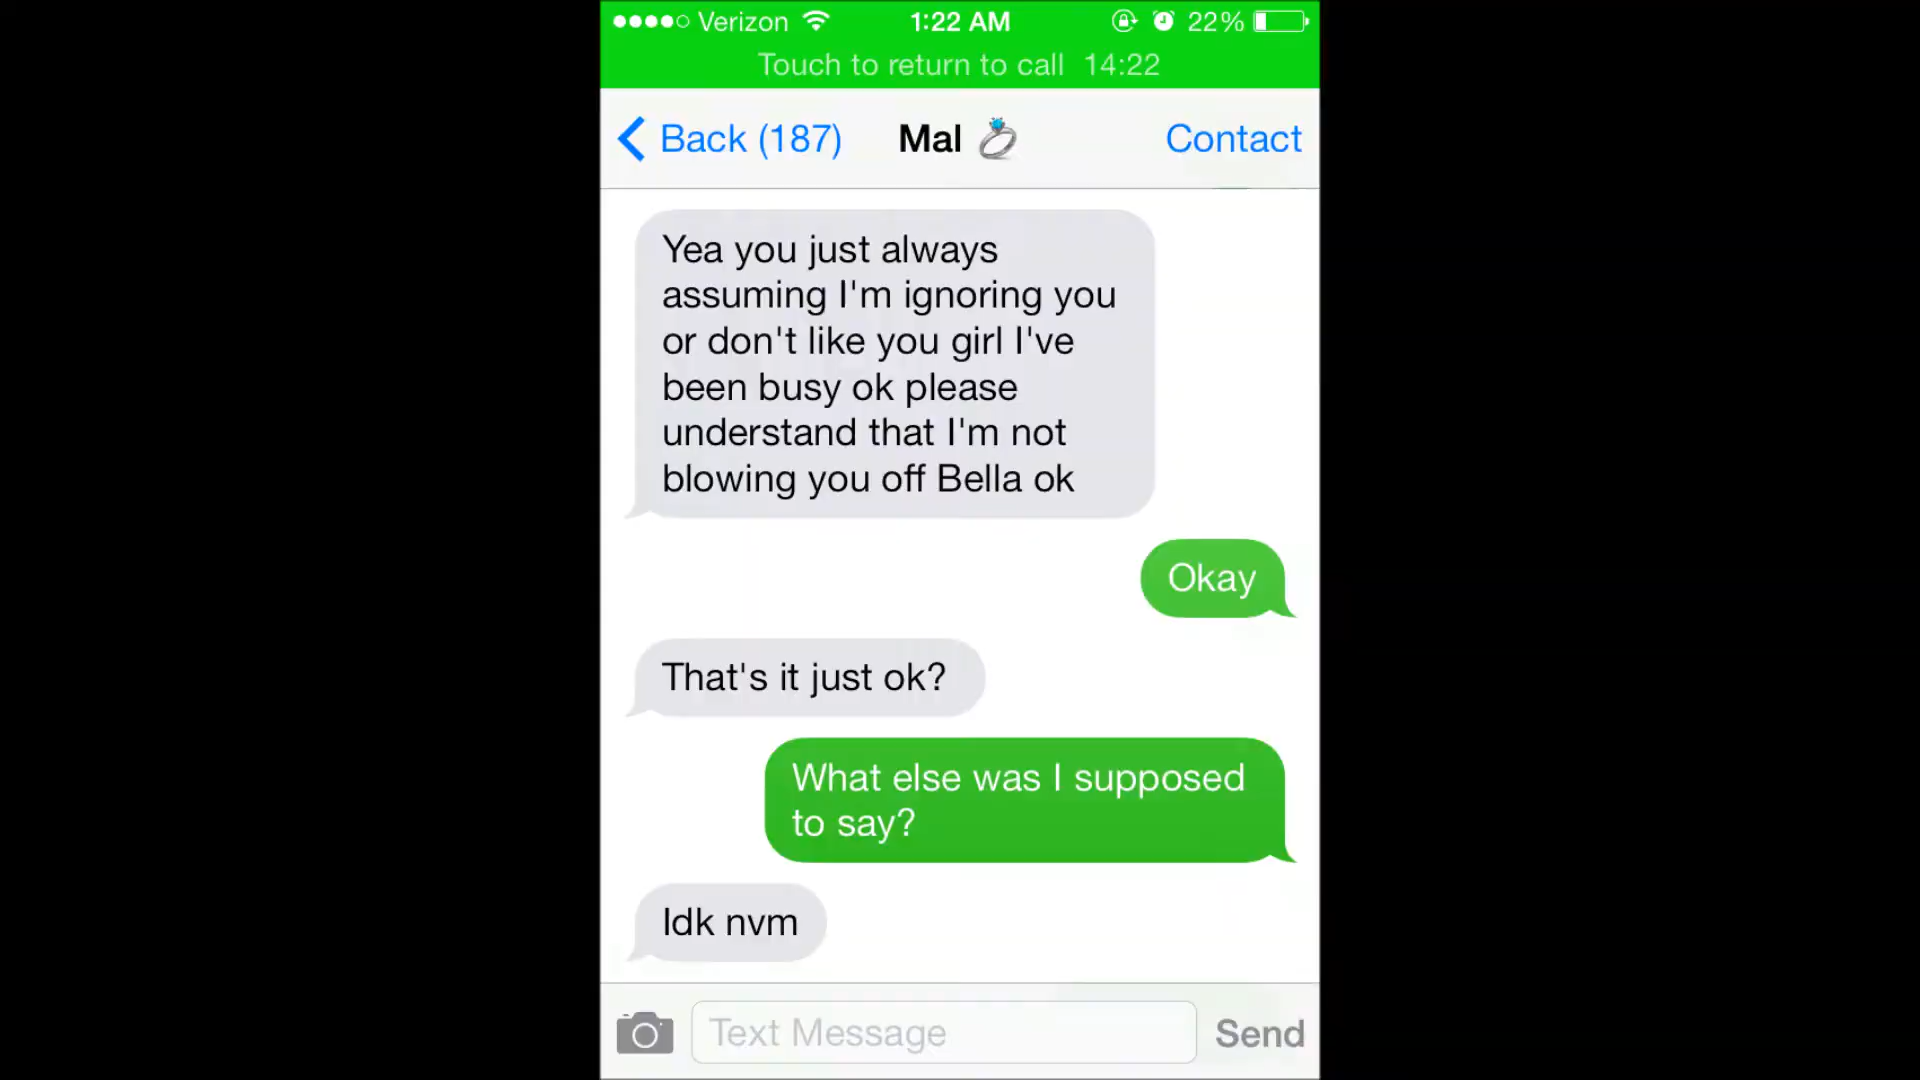 Verizon 1:22 AM 22%
Touch to return to call 14:22
Back (187) Mal Contact
Yea you just always
assuming I'm ignoring you
or don't like you girl I've
been busy ok please
understand that I'm not
blowing you off Bella ok
Okay
That's it just ok?
What else was I supposed
to say?
Idk nvm
Text Message Send